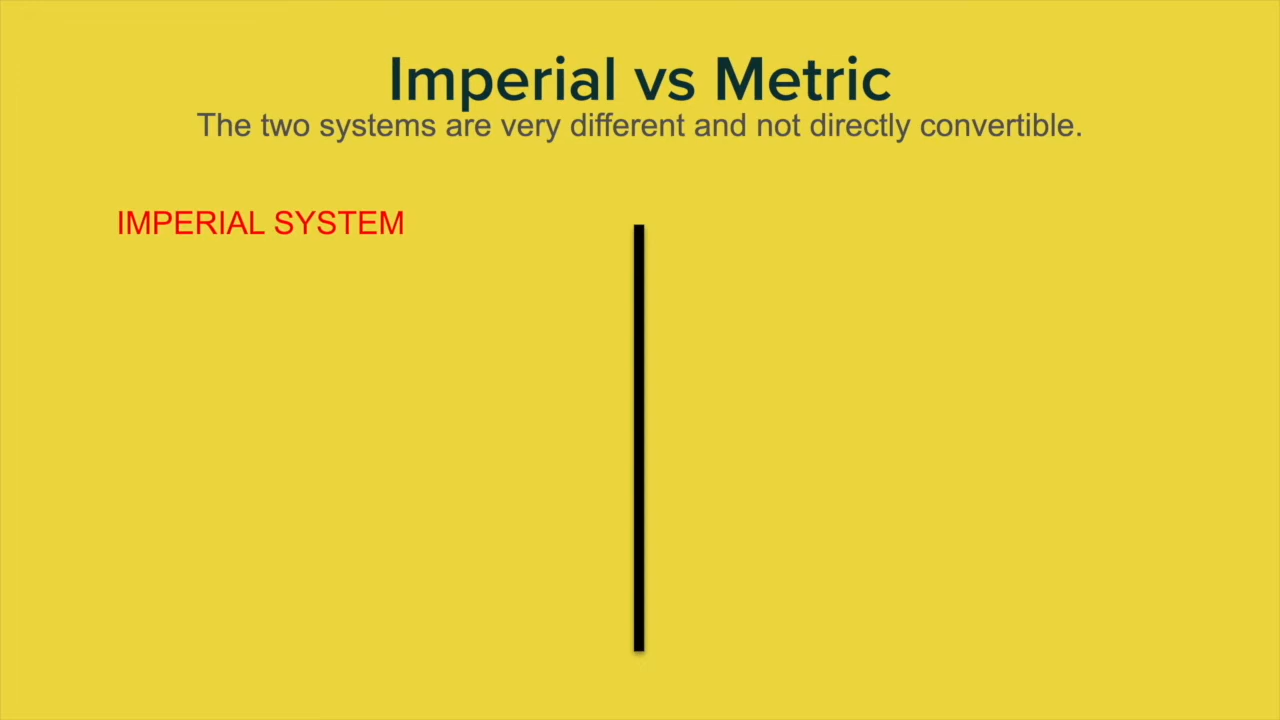 Imperial vs Metric
The two systems are very different and not directly convertible.
IMPERIAL SYSTEM